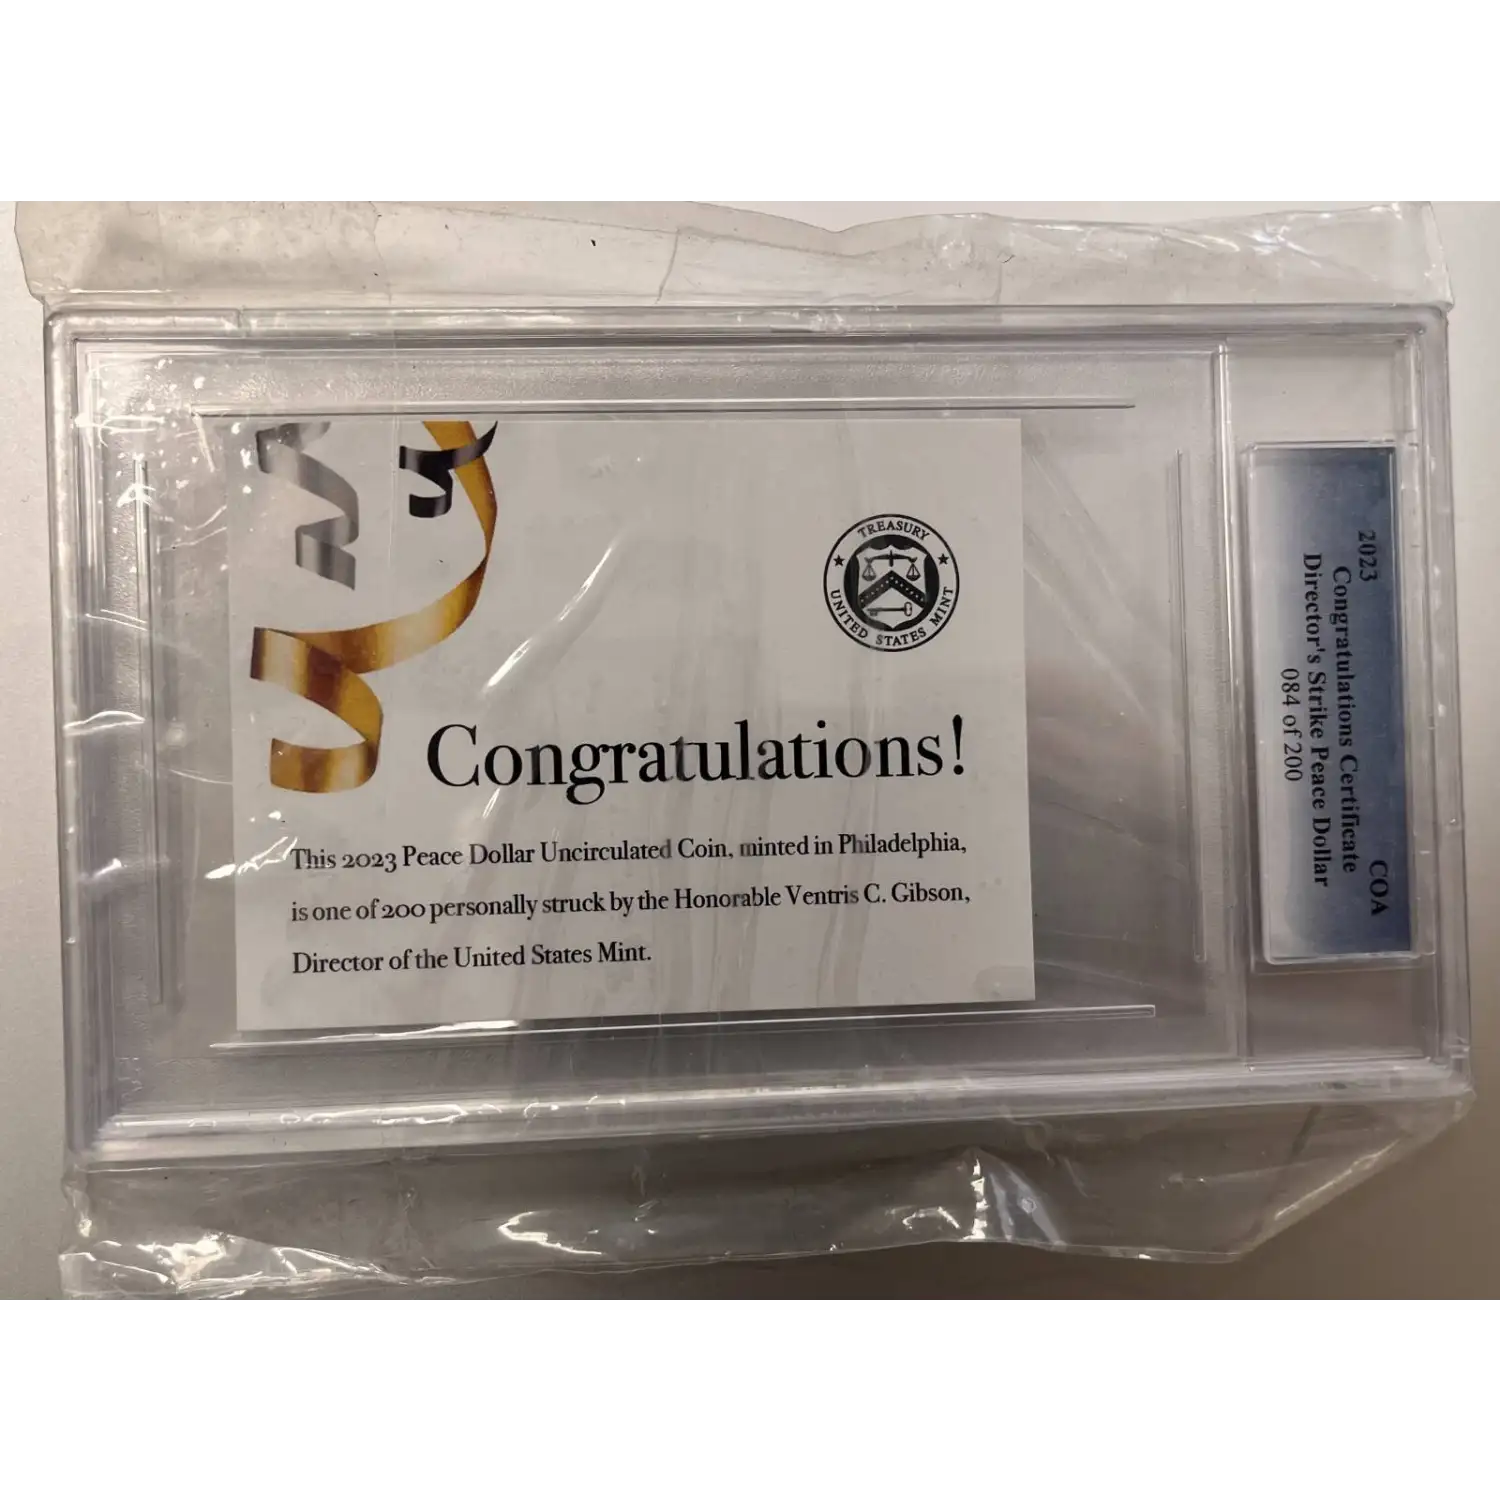 TREASURY
UNITED STATES MINT
Congratulations!
This 2023 Peace Dollar Uncirculated Coin, minted in Philadelphia,
is one of 200 personally struck by the Honorable Ventris C. Gibson,
Director of the United States Mint.
2023 COA
Congratulations Certificate
Director's Strike Peace Dollar
084 of 200